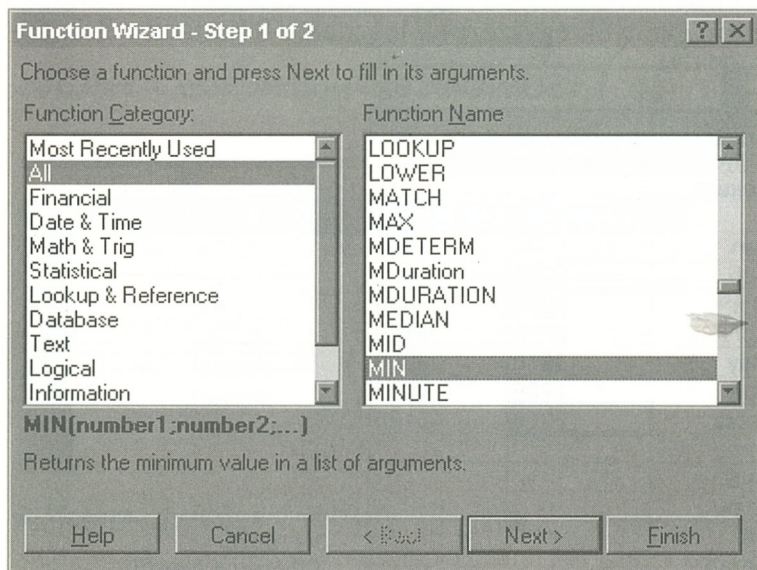 Function Wizard - Step 1 of 2
Choose a function and press Next to fill in its arguments.
Function Category:
Most Recently Used
All
Financial
Date & Time
Math & Trig
Statistical
Lookup & Reference
Database
Text
Logical
Information
Function Name
LOOKUP
LOWER
MATCH
MAX
MDETERM
MDuration
MDURATION
MEDIAN
MID
MIN
MINUTE
MIN(number1;number2;...)
Returns the minimum value in a list of arguments.
Help
Cancel
< Back
Next >
Finish